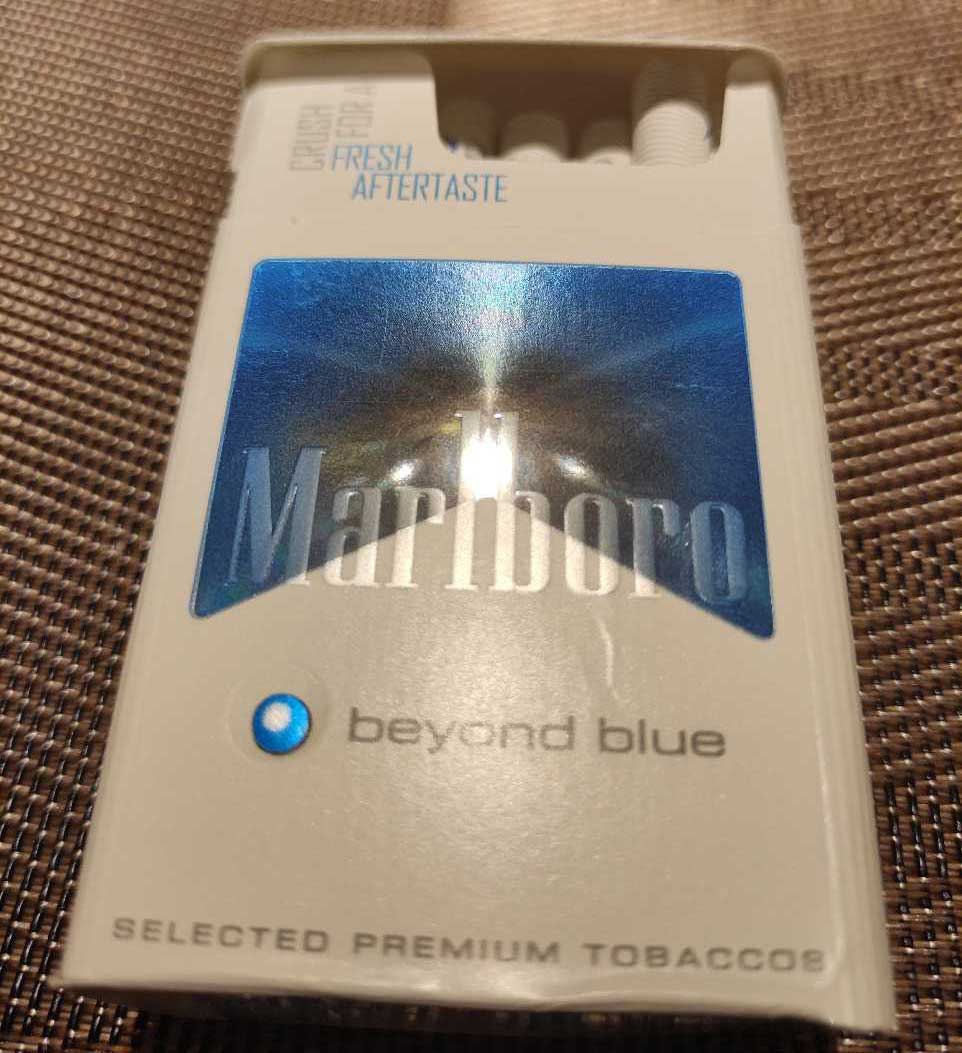 CRUSH
FOR A
FRESH
AFTERTASTE
Marlboro
beyond blue
SELECTED PREMIUM TOBACCOS